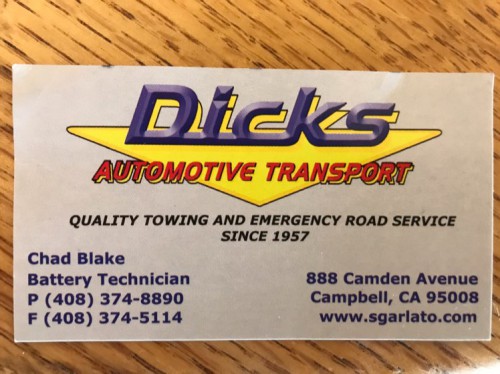 Dicks
AUTOMOTIVE TRANSPORT
QUALITY TOWING AND EMERGENCY ROAD SERVICE
SINCE 1957
Chad Blake
Battery Technician
P (408) 374-8890
F (408) 374-5114
888 Camden Avenue
Campbell, CA 95008
www.sgarlato.com